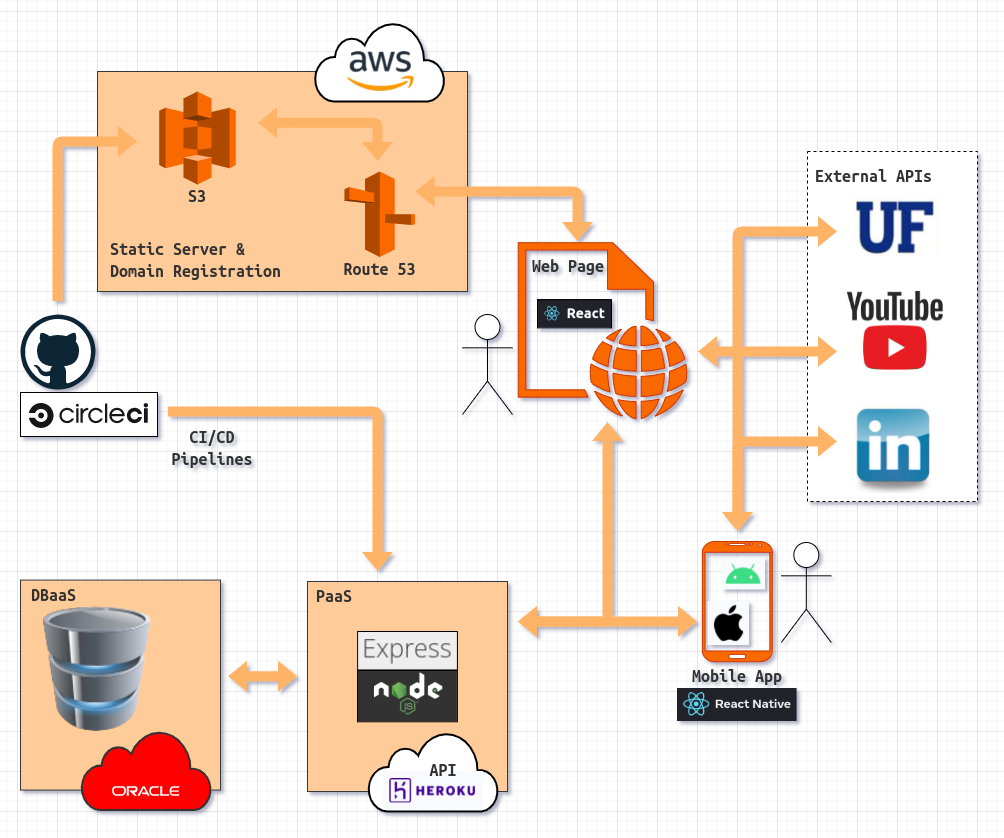 aws
S3
Static Server &
Domain Registration
Route 53
Web Page
React
External APIs
UF
YouTube
in
circleci
CI/CD
Pipelines
DBaaS
ORACLE
PaaS
Express
node
JS
API
HEROKU
Mobile App
React Native